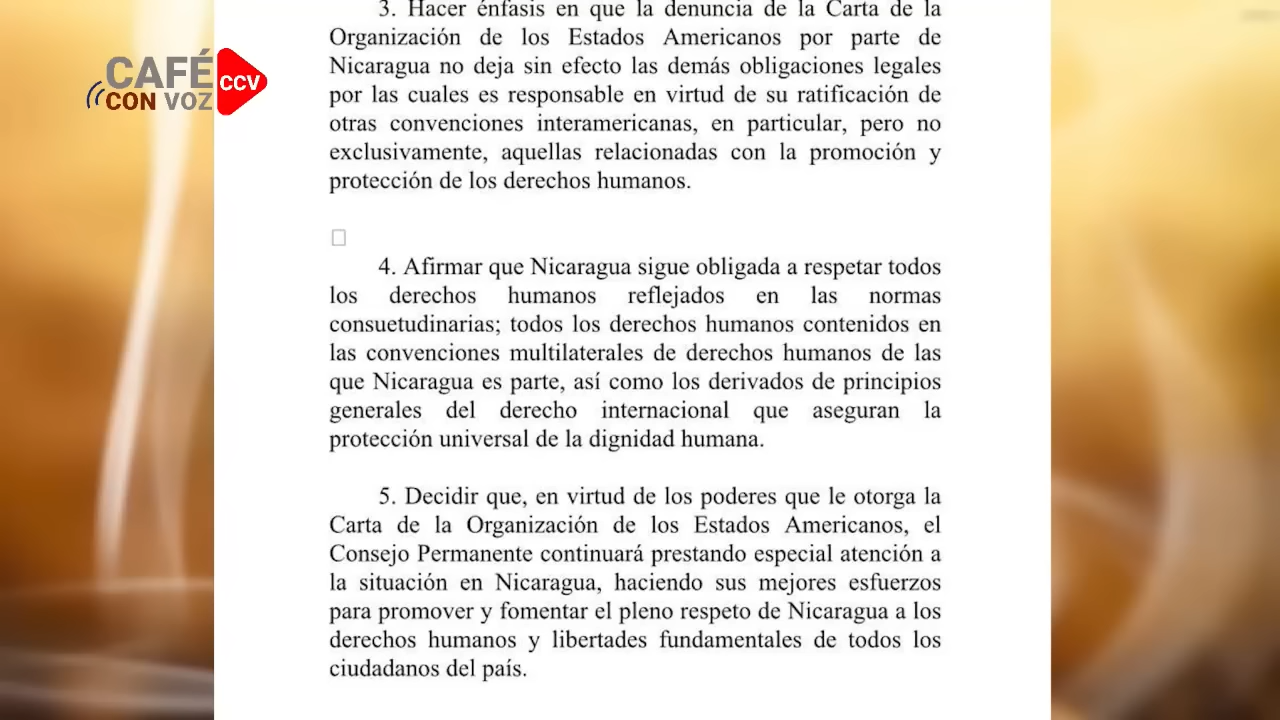 CAFÉ
CON VOZ
CCV
3. Hacer énfasis en que la denuncia de la Carta de la
Organización de los Estados Americanos por parte de
Nicaragua no deja sin efecto las demás obligaciones legales
por las cuales es responsable en virtud de su ratificación de
otras convenciones interamericanas, en particular, pero no
exclusivamente, aquellas relacionadas con la promoción y
protección de los derechos humanos.
4. Afirmar que Nicaragua sigue obligada a respetar todos
los derechos humanos reflejados en las normas
consuetudinarias; todos los derechos humanos contenidos en
las convenciones multilaterales de derechos humanos de las
que Nicaragua es parte, así como los derivados de principios
generales del derecho internacional que aseguran la
protección universal de la dignidad humana.
5. Decidir que, en virtud de los poderes que le otorga la
Carta de la Organización de los Estados Americanos, el
Consejo Permanente continuará prestando especial atención a
la situación en Nicaragua, haciendo sus mejores esfuerzos
para promover y fomentar el pleno respeto de Nicaragua a los
derechos humanos y libertades fundamentales de todos los
ciudadanos del país.